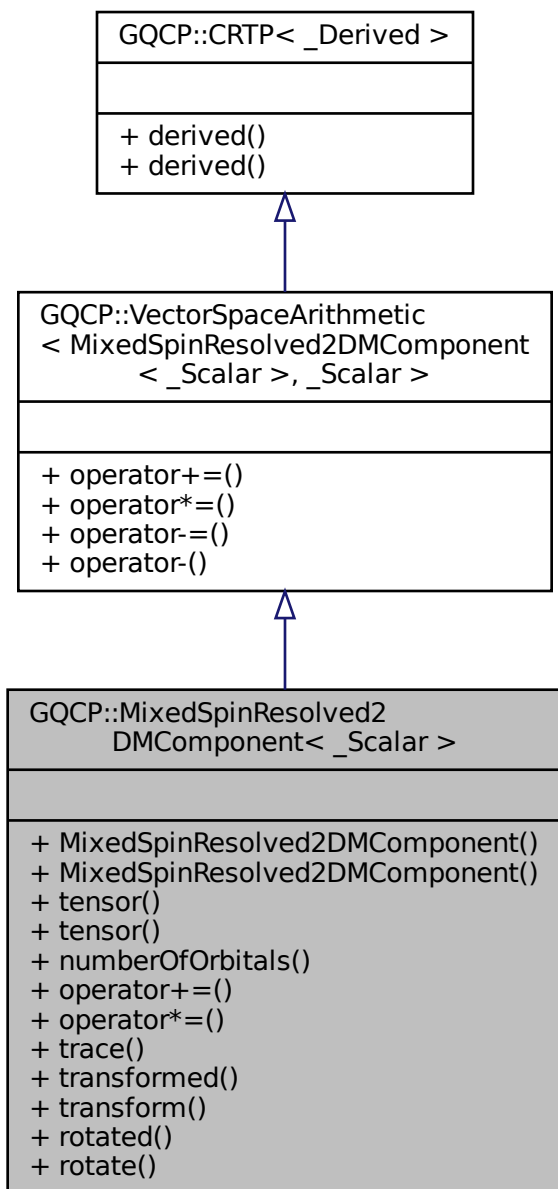 GQCP::CRTP< _Derived >
+ derived()
+ derived()
GQCP::VectorSpaceArithmetic
< MixedSpinResolved2DMComponent
< _Scalar >, _Scalar >
+ operator+=()
+ operator*=()
+ operator-=()
+ operator-()
GQCP::MixedSpinResolved2
DMComponent< _Scalar >
+ MixedSpinResolved2DMComponent()
+ MixedSpinResolved2DMComponent()
+ tensor()
+ tensor()
+ numberOfOrbitals()
+ operator+=()
+ operator*=()
+ trace()
+ transformed()
+ transform()
+ rotated()
+ rotate()